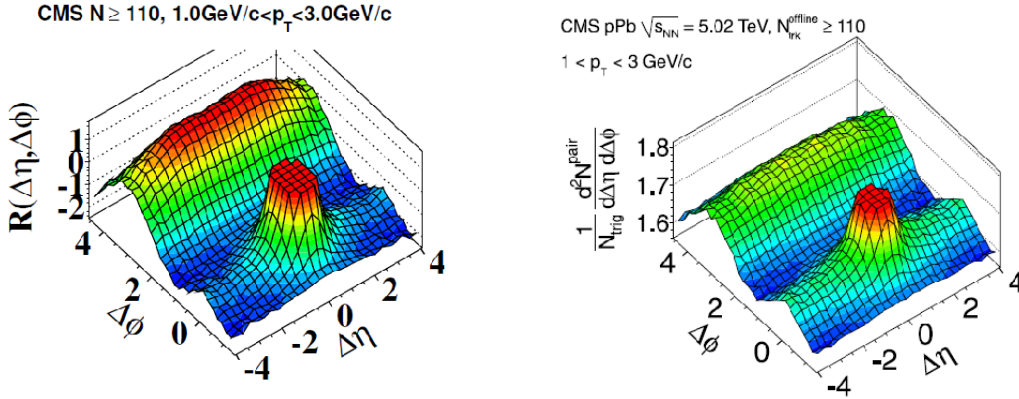 CMS N ≥ 110, 1.0GeV/c<p_T<3.0GeV/c
R(Δη,Δϕ)
1
0
-1
-2
4
2
0
Δϕ
-4
-2
0
2
4
Δη
CMS pPb √s_NN = 5.02 TeV, N_trk^offline ≥ 110
1 < p_T < 3 GeV/c
1/N_trig d²N^pair/dΔη dΔϕ
1.8
1.7
1.6
4
2
0
Δϕ
-4
-2
0
2
4
Δη